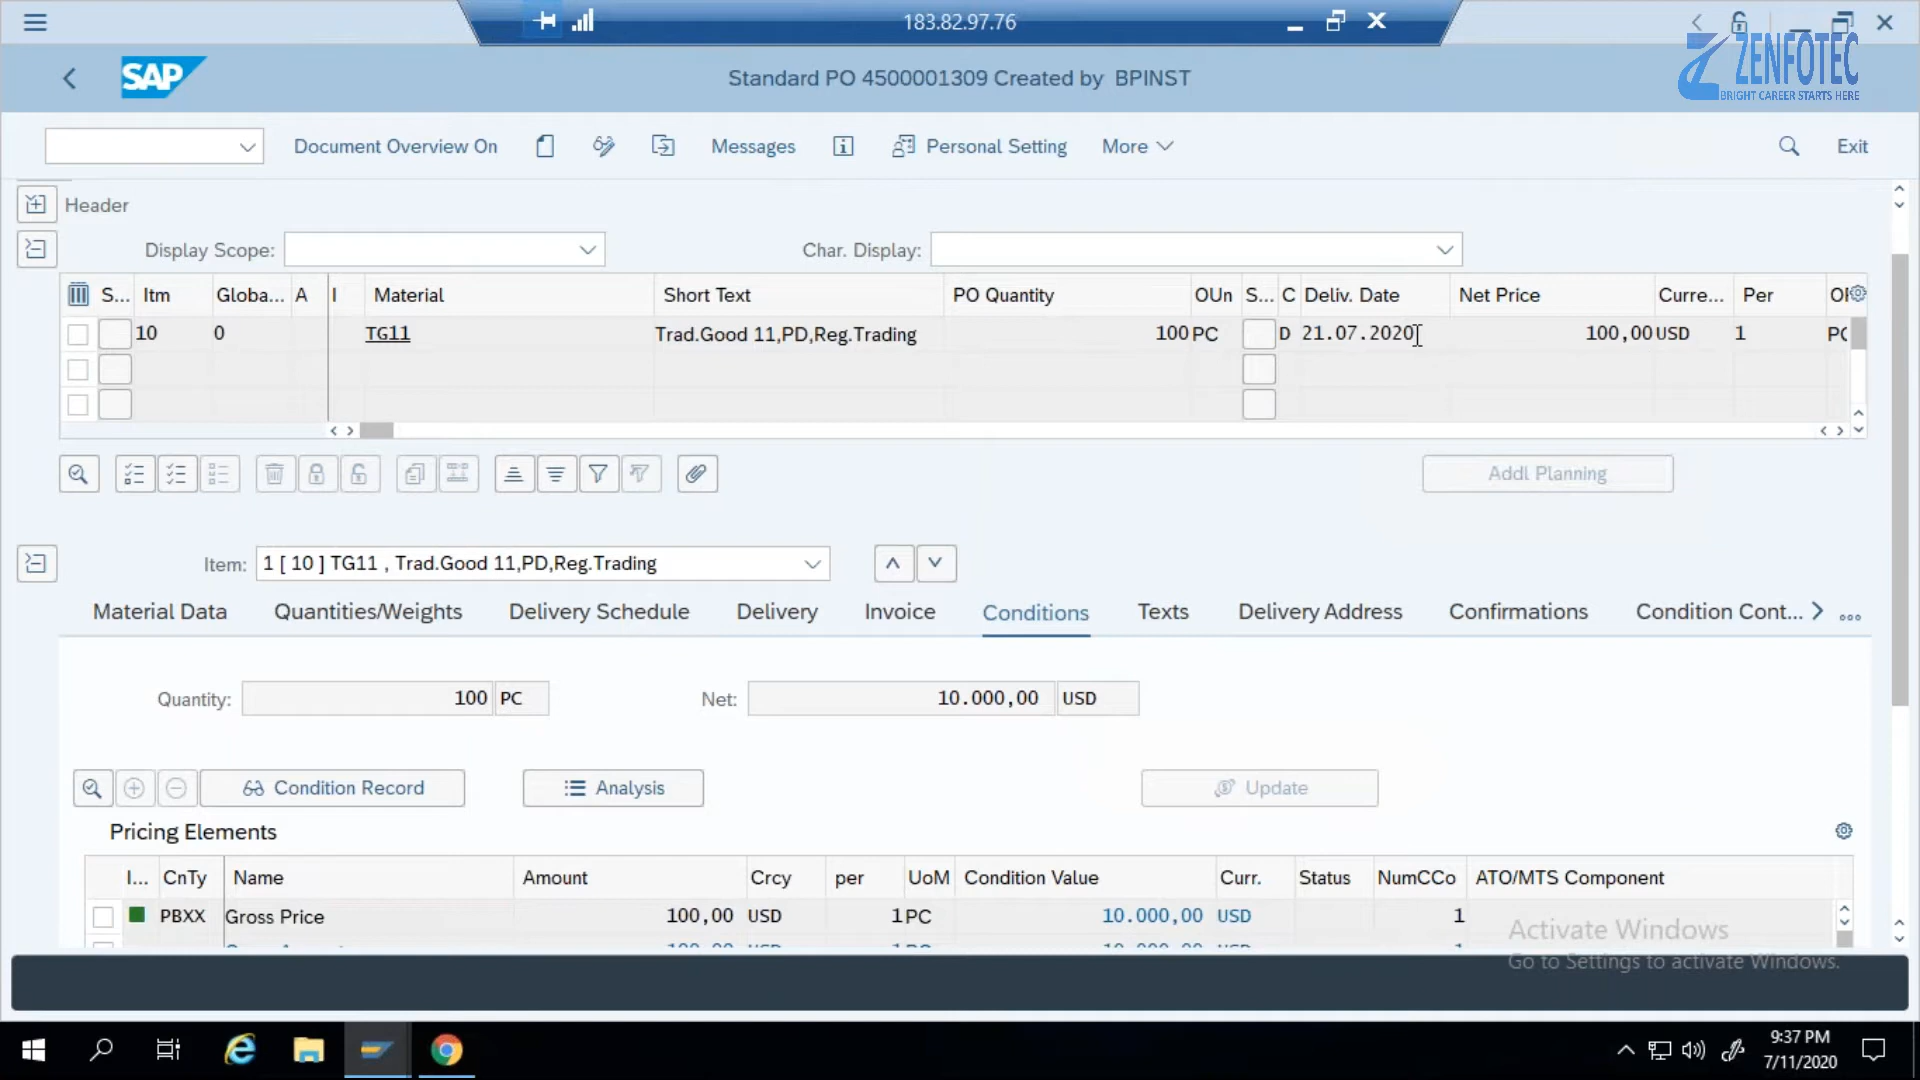 183.82.97.76
SAP
Standard PO 4500001309 Created by BPINST
ZENFOTEC
BRIGHT CAREER STARTS HERE
Document Overview On
Messages
Personal Setting
More
Exit
Header
Display Scope:
Char. Display:
S... Itm Globa... A I Material Short Text PO Quantity OUn S... C Deliv. Date Net Price Curre... Per
10 0 TG11 Trad.Good 11,PD,Reg.Trading 100 PC D 21.07.2020 100,00 USD 1
Addl Planning
Item: 1 [ 10 ] TG11 , Trad.Good 11,PD,Reg.Trading
Material Data Quantities/Weights Delivery Schedule Delivery Invoice Conditions Texts Delivery Address Confirmations Condition Cont...
Quantity: 100 PC Net: 10.000,00 USD
Condition Record Analysis Update
Pricing Elements
I... CnTy Name Amount Crcy per UoM Condition Value Curr. Status NumCCo ATO/MTS Component
PBXX Gross Price 100,00 USD 1 PC 10.000,00 USD 1
Activate Windows
Go to Settings to activate Windows.
9:37 PM
7/11/2020